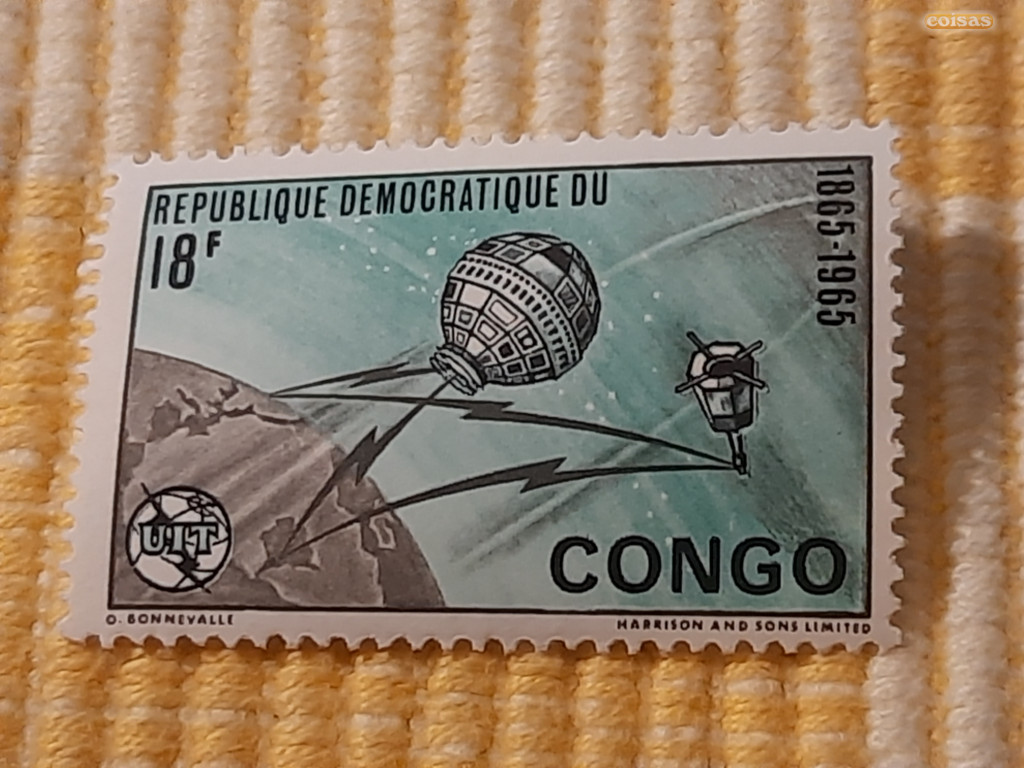 coisas
REPUBLIQUE DEMOCRATIQUE DU
18F
1865-1965
UIT
CONGO
O. BONNEVALLE
HARRISON AND SONS LIMITED